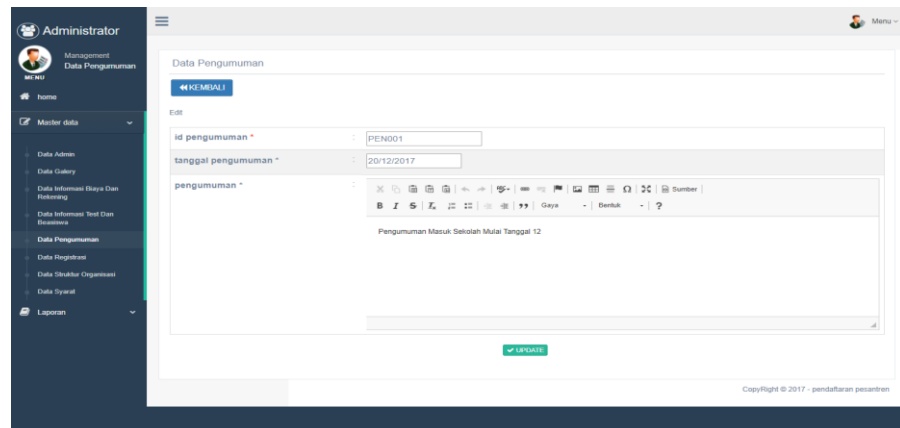 Administrator
Management
Data Pengumuman
MENU
home
Master data
Data Admin
Data Galery
Data Informasi Biaya Dan
Rekening
Data Informasi Test Dan
Beasiswa
Data Pengumuman
Data Registrasi
Data Struktur Organisasi
Data Syarat
Laporan
Menu
Data Pengumuman
KEMBALI
Edit
id pengumuman * : PEN001
tanggal pengumuman * : 20/12/2017
pengumuman * :
Sumber
B I S Ix Gaya Bentuk ?
Pengumuman Masuk Sekolah Mulai Tanggal 12
UPDATE
CopyRight © 2017 - pendaftaran pesantren